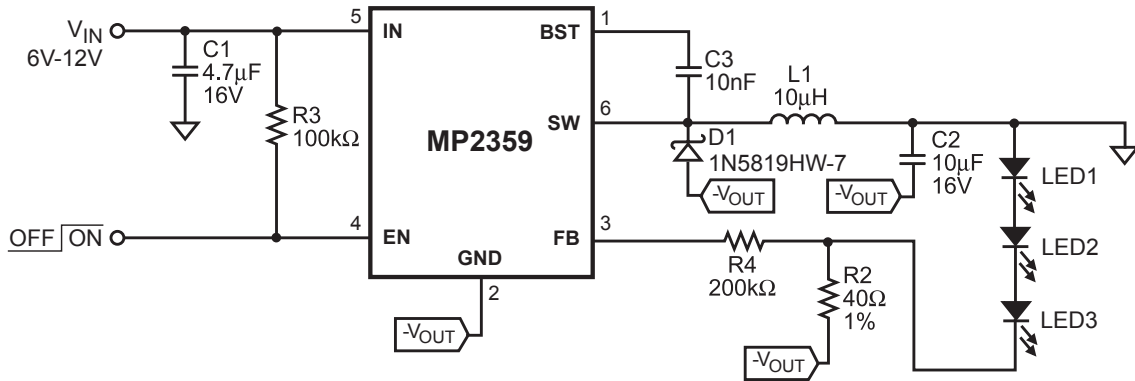 V_IN
6V-12V
C1
4.7μF
16V
R3
100kΩ
OFF ON
5
IN
4
EN
MP2359
GND
2
-V_OUT
BST
1
SW
6
FB
3
C3
10nF
L1
10μH
D1
1N5819HW-7
-V_OUT
C2
10μF
16V
-V_OUT
R4
200kΩ
R2
40Ω
1%
-V_OUT
LED1
LED2
LED3